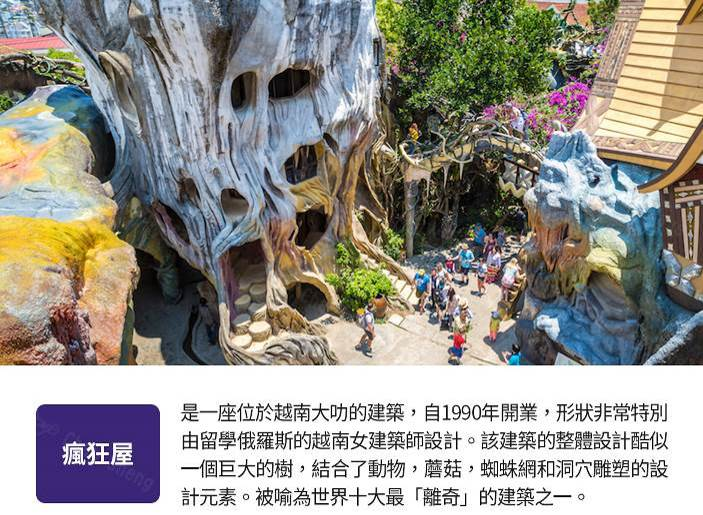 瘋狂屋
是一座位於越南大叻的建築，自1990年開業，形狀非常特別
由留學俄羅斯的越南女建築師設計。該建築的整體設計酷似
一個巨大的樹，結合了動物，蘑菇，蜘蛛網和洞穴雕塑的設
計元素。被喻為世界十大最「離奇」的建築之一。